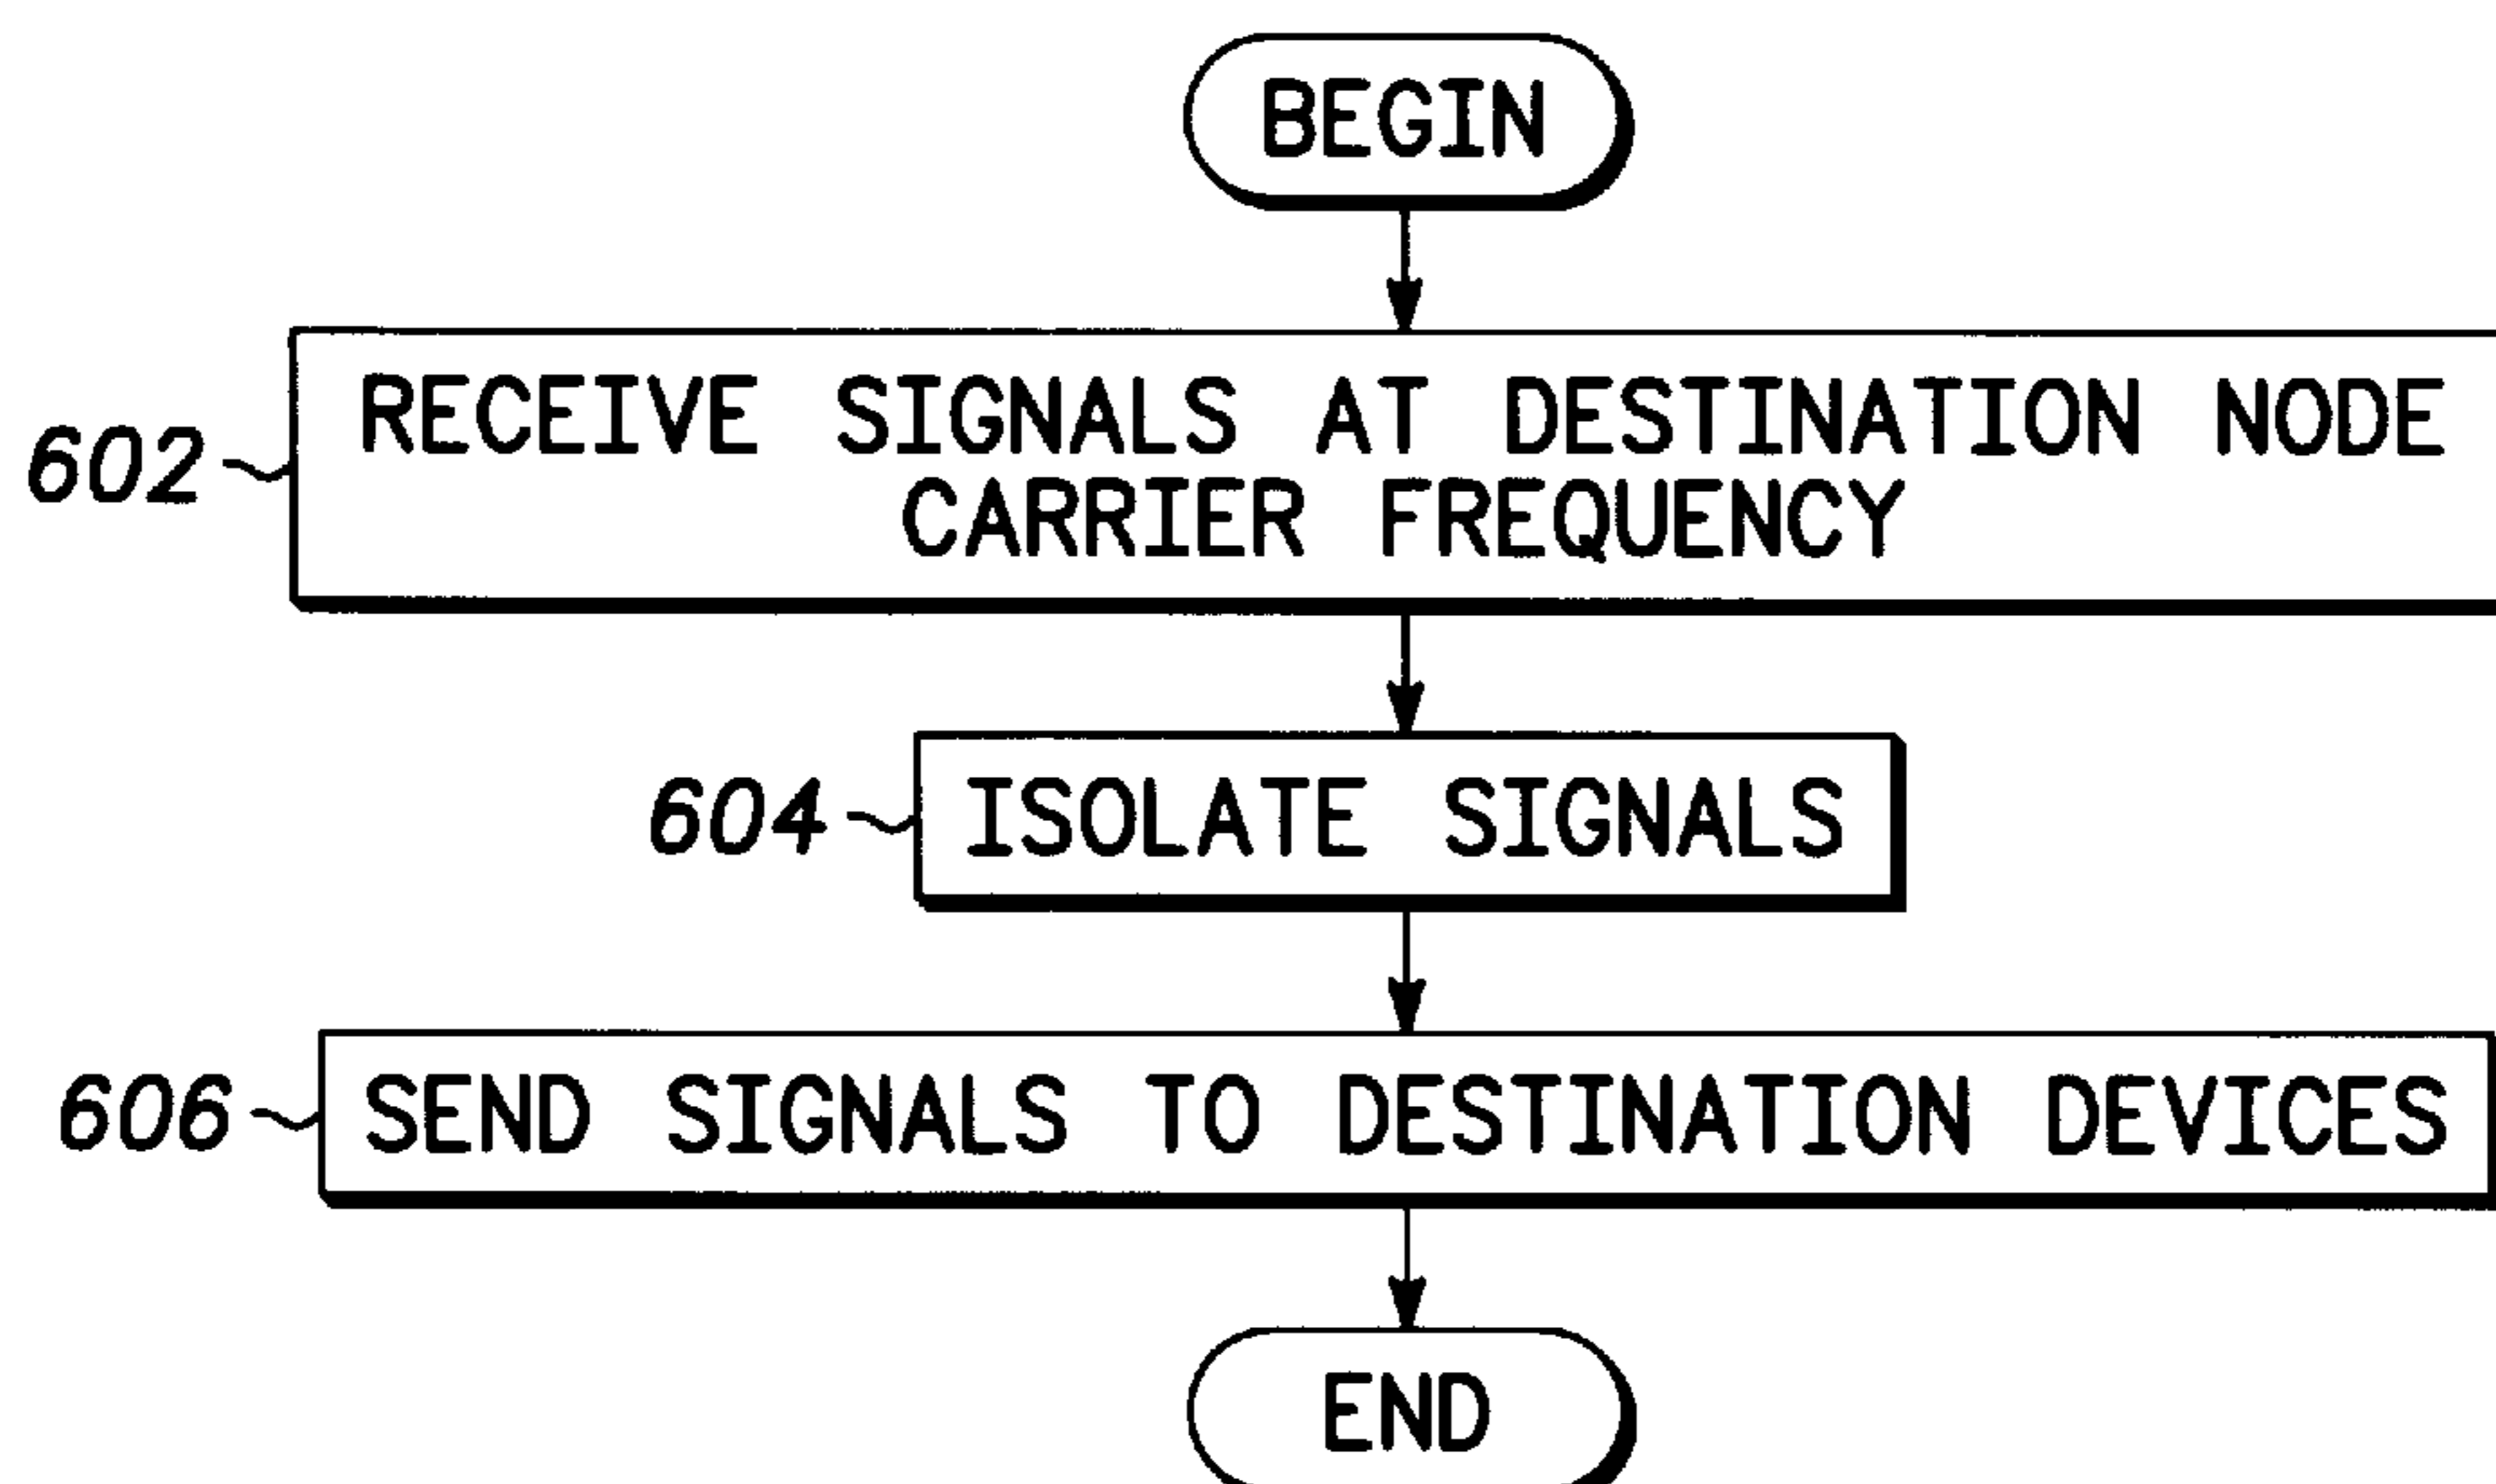 BEGIN
RECEIVE SIGNALS AT DESTINATION NODE
CARRIER FREQUENCY
602
ISOLATE SIGNALS
604
SEND SIGNALS TO DESTINATION DEVICES
606
END